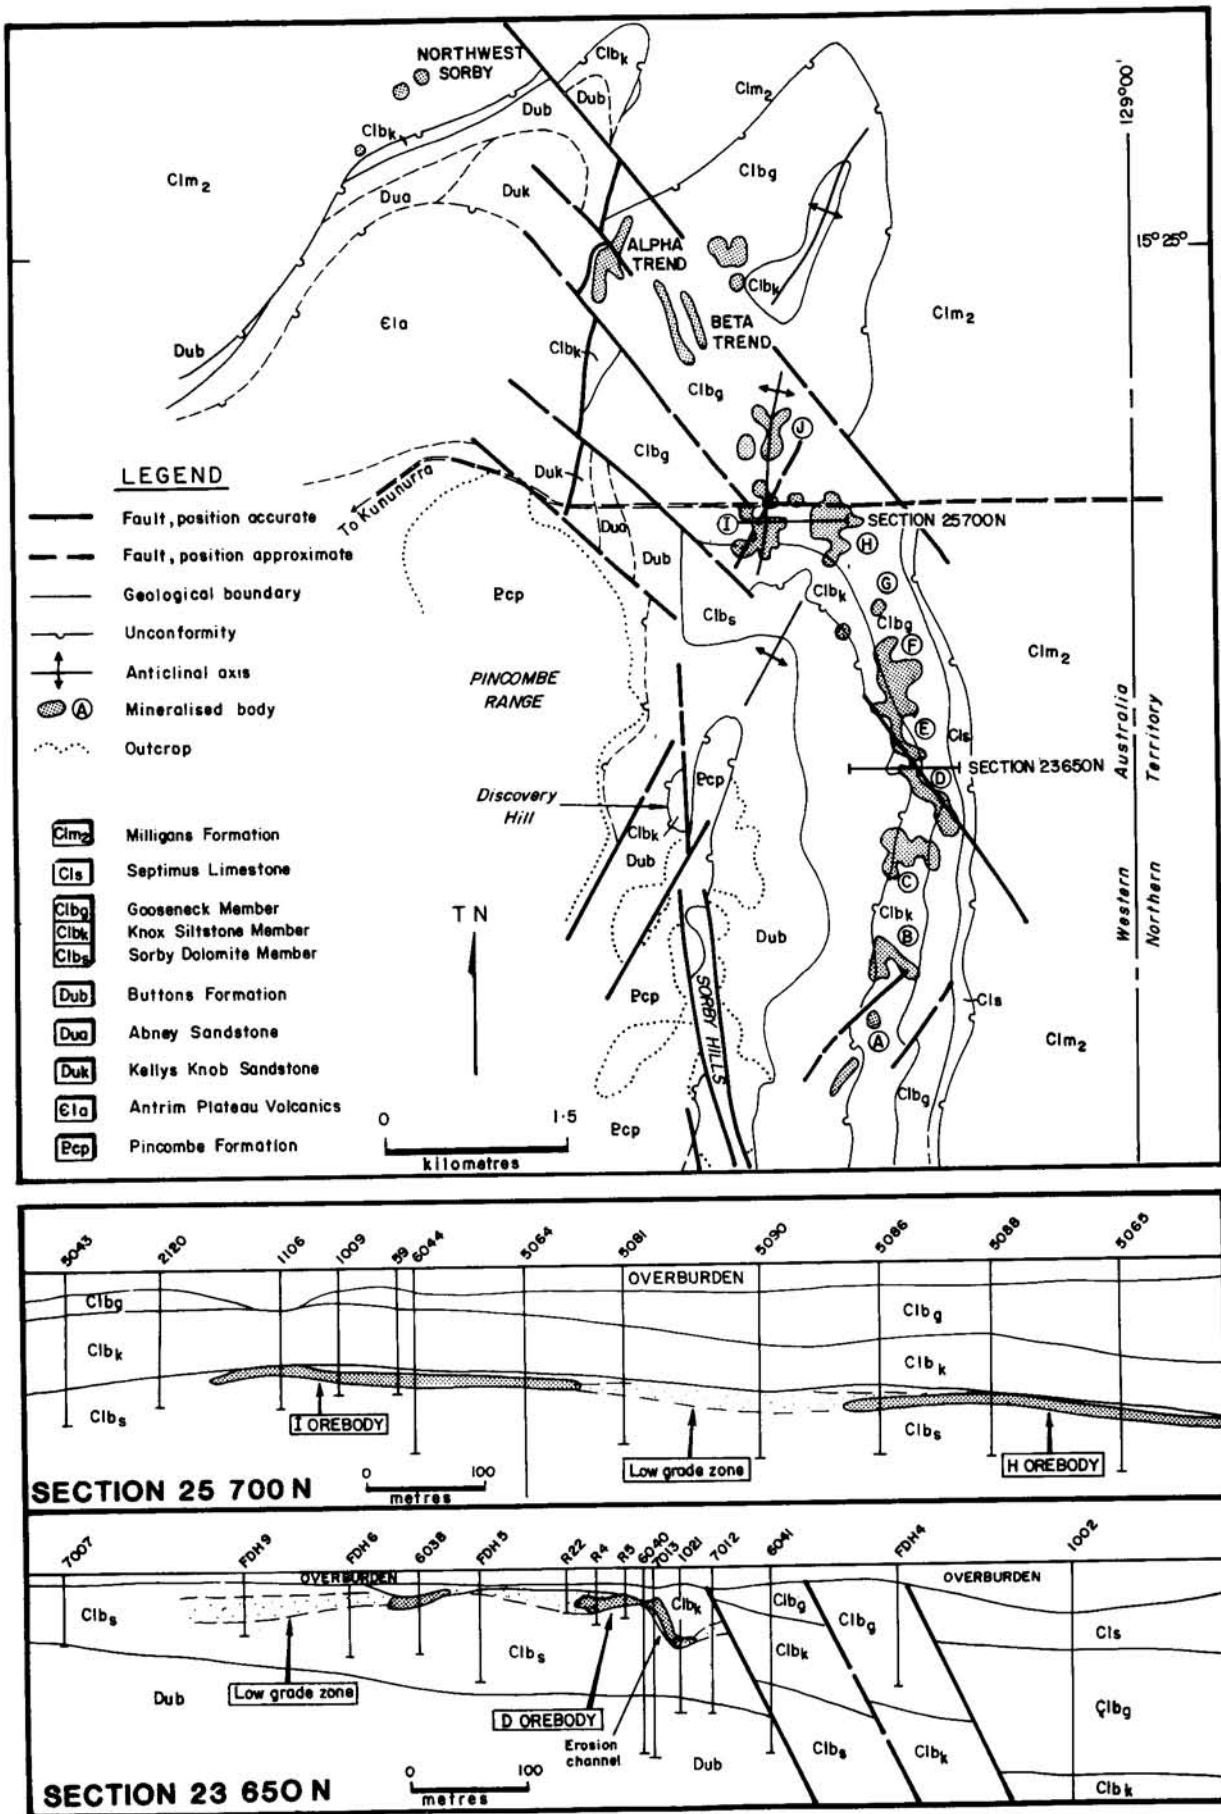 NORTHWEST
SORBY
Clbk
Dub
Dub
Clbk
Clm2
Dua
Duk
Clm2
Clbg
129°00'
15°25'
ALPHA
TREND
Clbk
Єla
BETA
TREND
Clm2
Dub
Clbk
Clbg
Clbg
J
Duk
To Kununurra
Dua
Dub
I
SECTION 25700N
H
G
Clbk
Clbg
Clbs
F
Pcp
PINCOMBE
RANGE
Clm2
E
Cls
D
SECTION 23650N
Western Australia
Northern Territory
Discovery
Hill
Pcp
Clbk
Dub
C
Clbk
B
Dub
SORBY HILLS
Pcp
Cls
A
Clm2
Clbg
Pcp
TN
0 1·5
kilometres
LEGEND
Fault, position accurate
Fault, position approximate
Geological boundary
Unconformity
Anticlinal axis
A Mineralised body
Outcrop
Clm2 Milligans Formation
Cls Septimus Limestone
Clbg Gooseneck Member
Clbk Knox Siltstone Member
Clbs Sorby Dolomite Member
Dub Buttons Formation
Dua Abney Sandstone
Duk Kellys Knob Sandstone
Єla Antrim Plateau Volcanics
Pcp Pincombe Formation
5043 2120 1106 1009 59 6044 5064 5081 5090 5086 5088 5065
OVERBURDEN
Clbg
Clbg
Clbk
Clbk
Clbs
Clbs
I OREBODY
Low grade zone
H OREBODY
SECTION 25 700 N
0 100
metres
7007 FDH9 FDH6 6038 FDH5 R22 R4 R5 6040 7013 1021 7012 6041 FDH4 1002
OVERBURDEN
OVERBURDEN
Clbs
Clbk
Clbg
Clbg
Cls
Clbs
Clbk
Low grade zone
Dub
D OREBODY
Erosion
channel
Dub
Clbs
Clbk
Clbg
Clbk
SECTION 23 650 N
0 100
metres